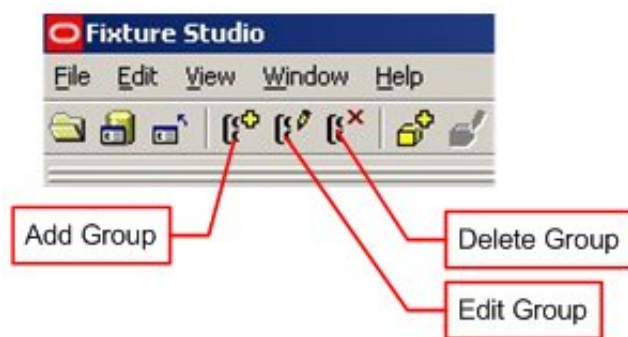 Fixture Studio
File Edit View Window Help
Add Group
Delete Group
Edit Group